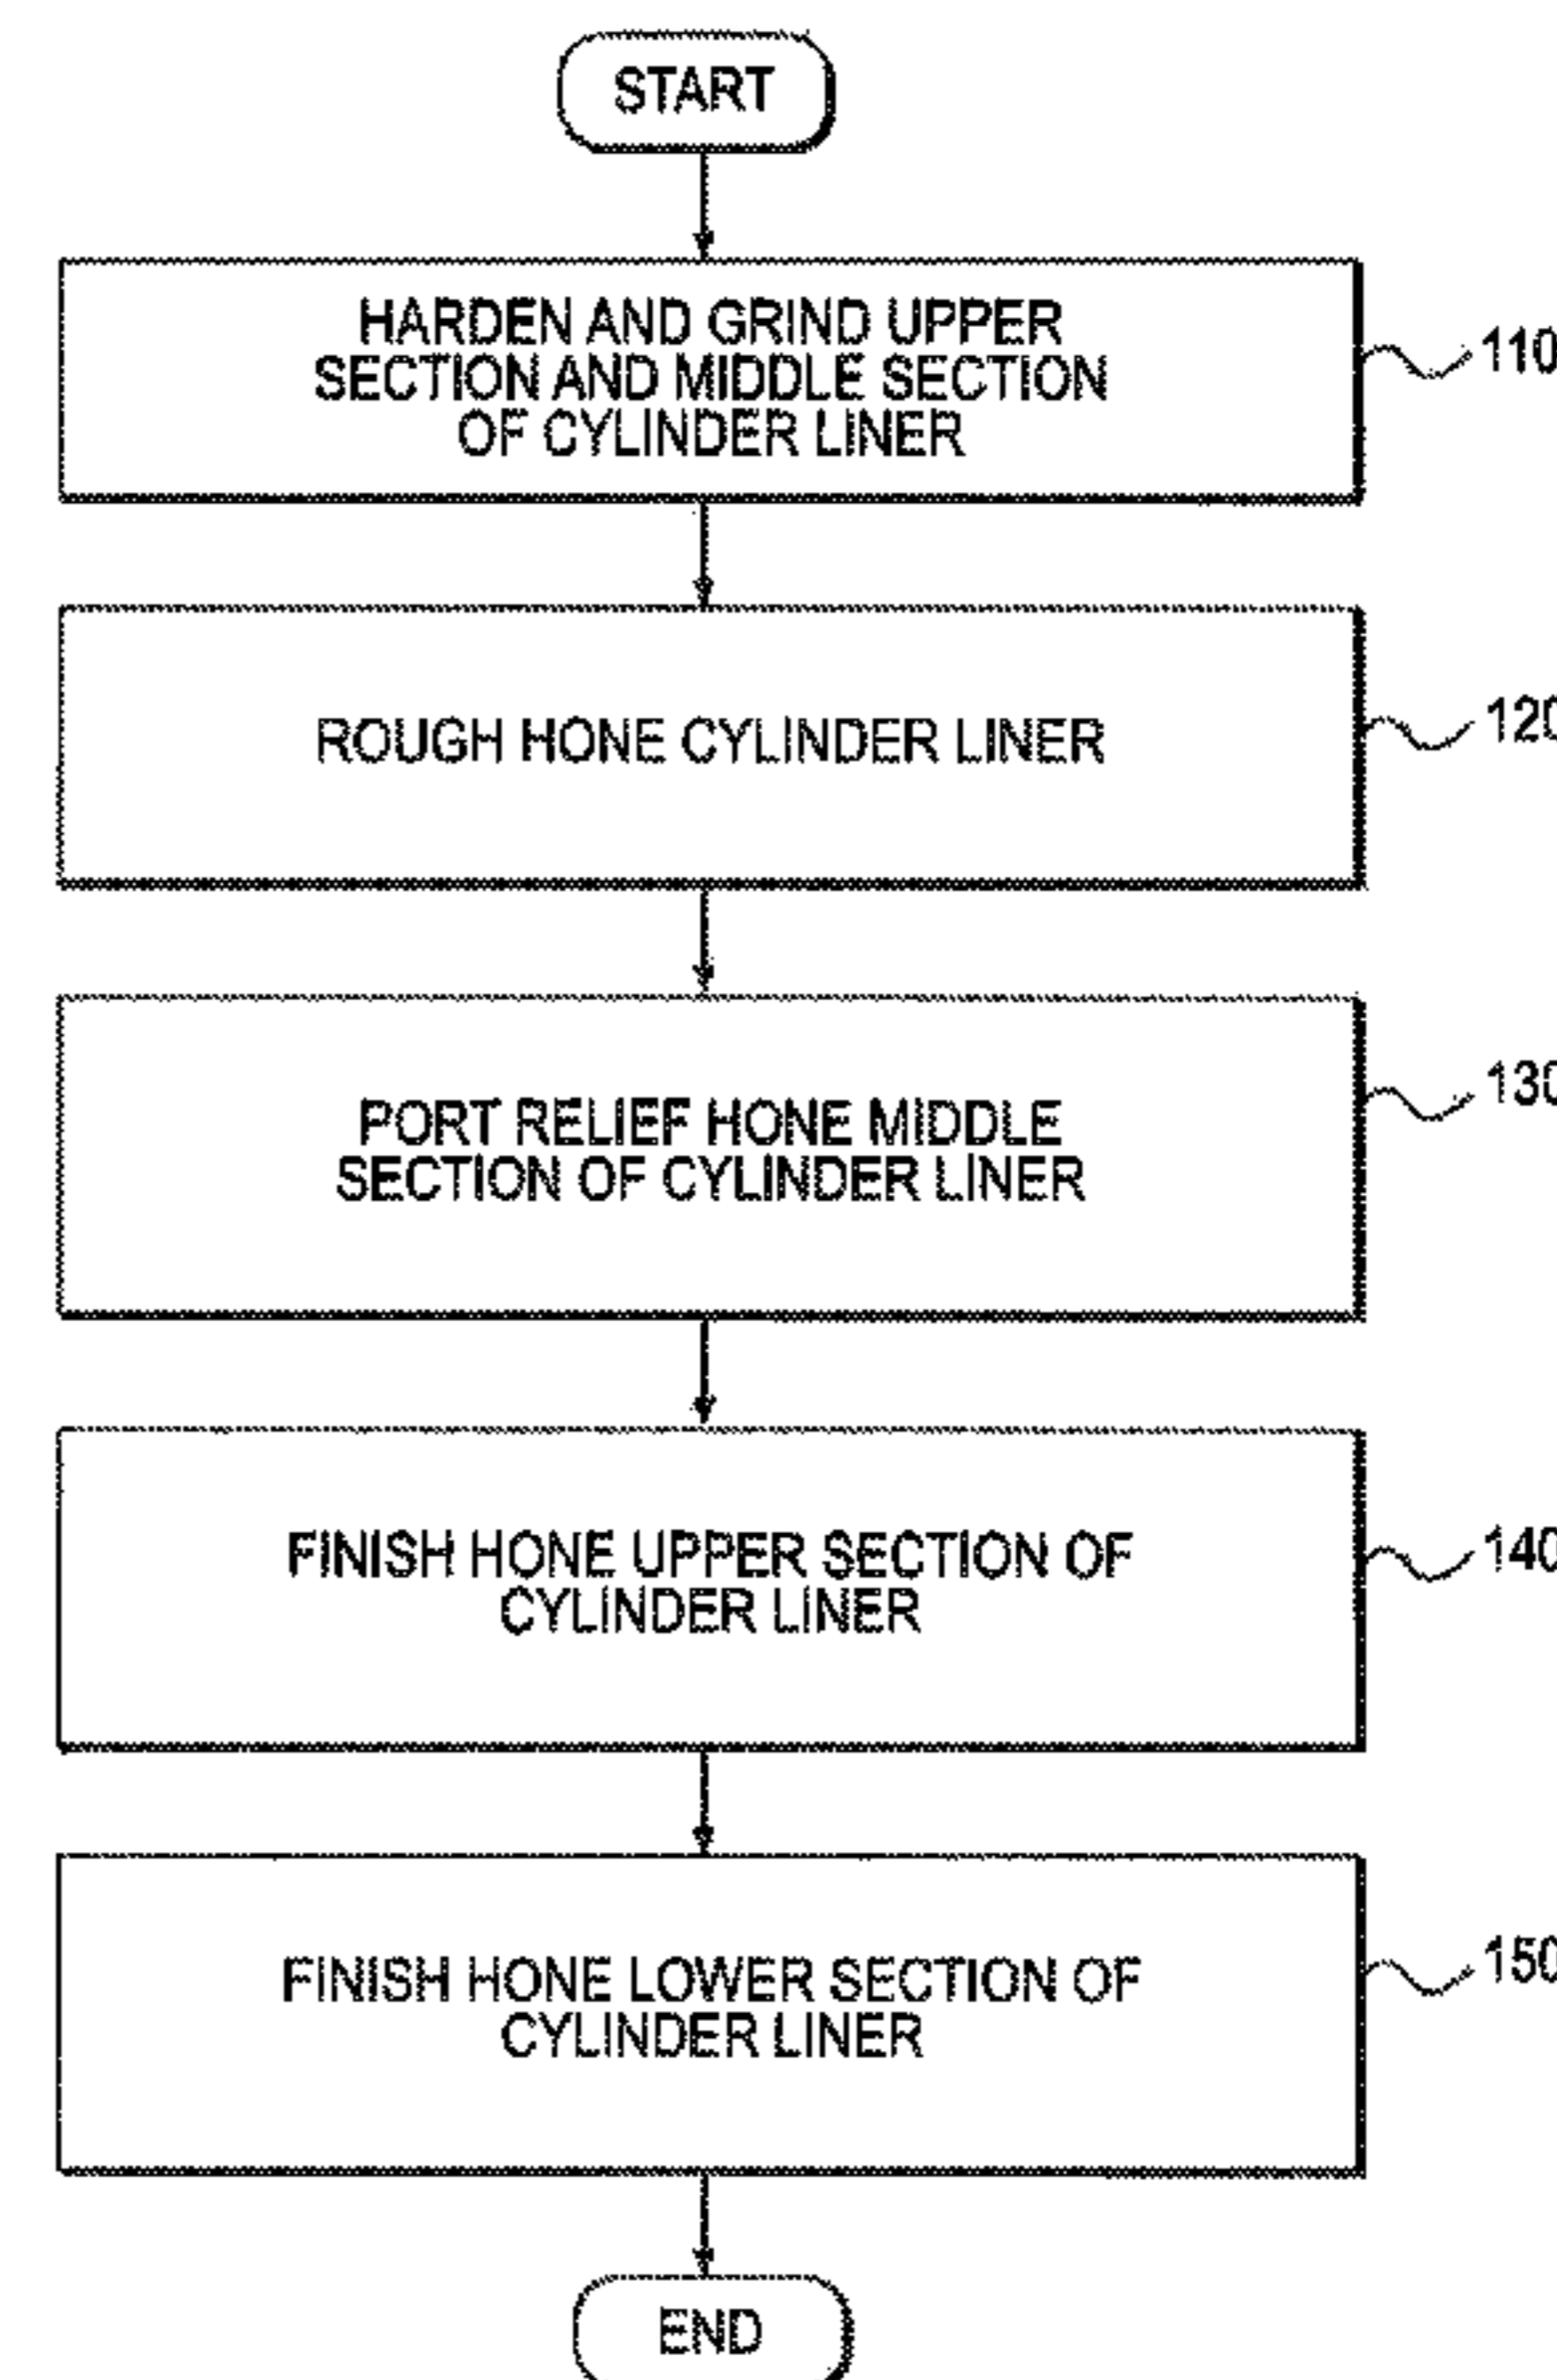 START
HARDEN AND GRIND UPPER
SECTION AND MIDDLE SECTION
OF CYLINDER LINER
110
ROUGH HONE CYLINDER LINER
120
PORT RELIEF HONE MIDDLE
SECTION OF CYLINDER LINER
130
FINISH HONE UPPER SECTION OF
CYLINDER LINER
140
FINISH HONE LOWER SECTION OF
CYLINDER LINER
150
END